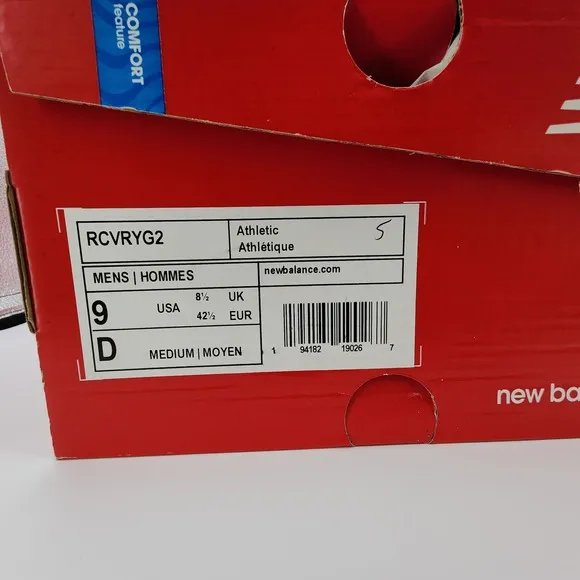 COMFORT
feature
RCVRYG2
Athletic
Athlétique
5
MENS | HOMMES
newbalance.com
9 USA 8½ UK
42½ EUR
D MEDIUM | MOYEN
1 94182 19026 7
new ba